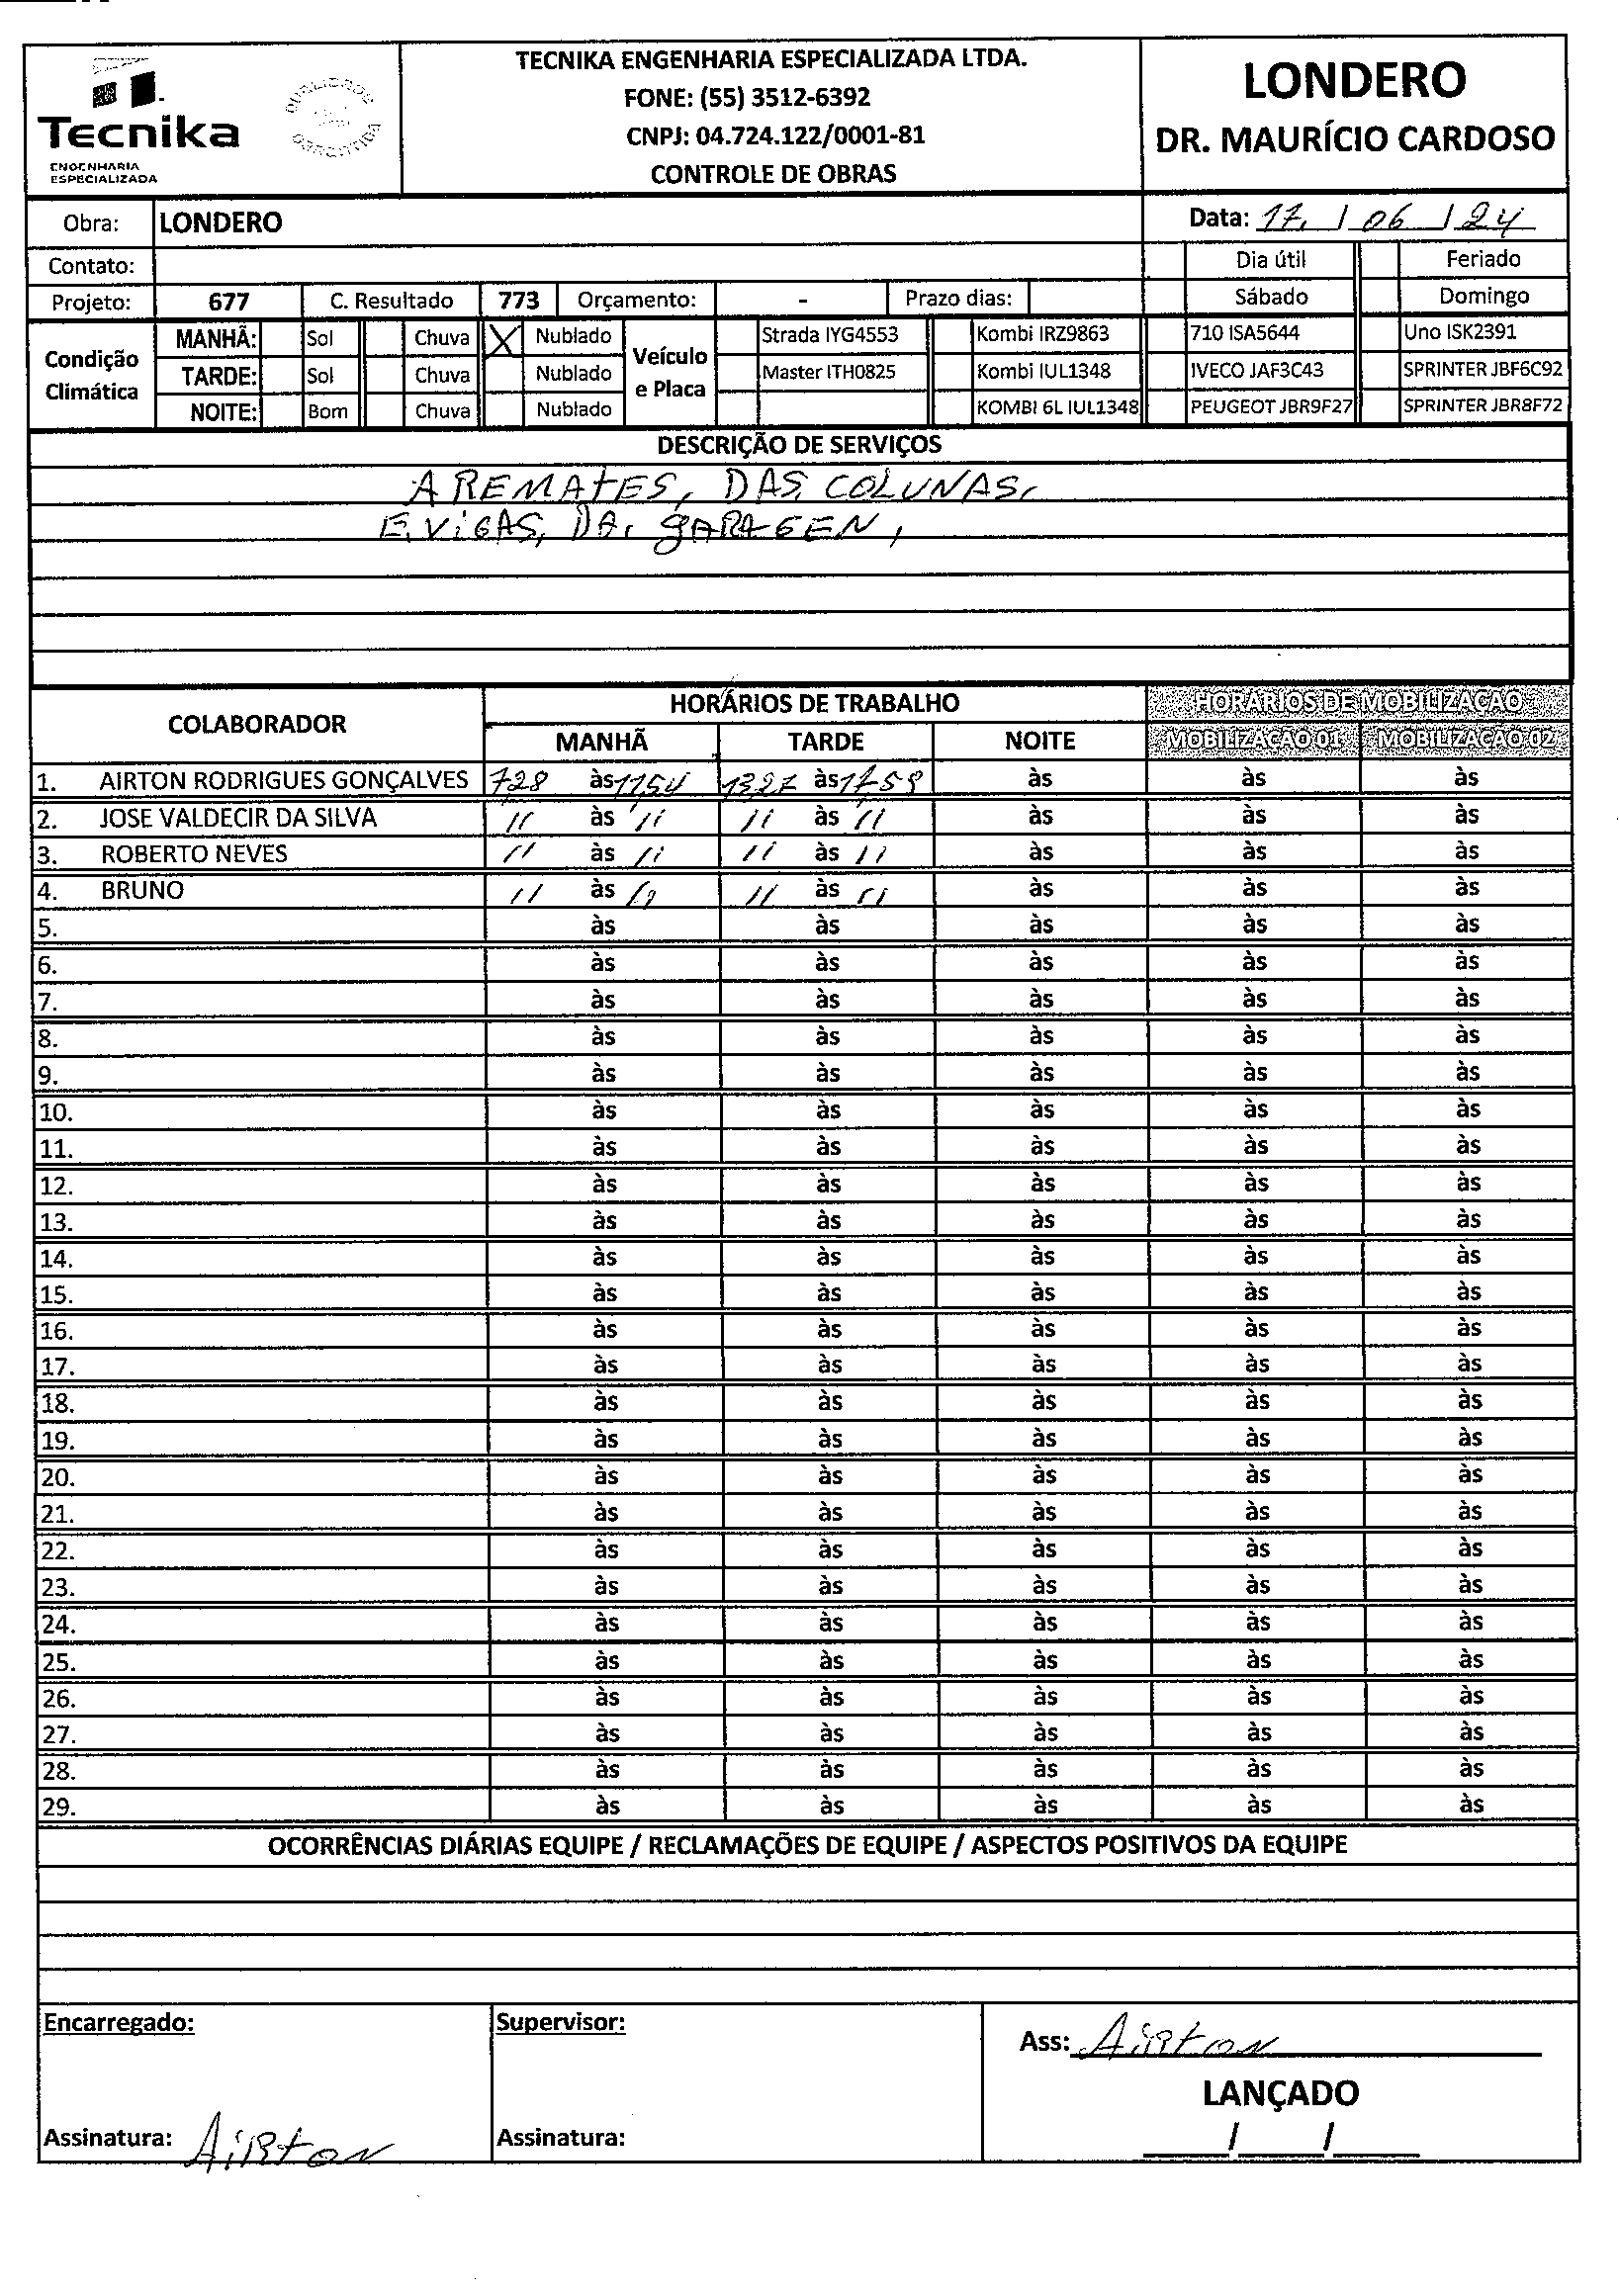 Tecnika
ENGENHARIA
ESPECIALIZADA
TECNIKA ENGENHARIA ESPECIALIZADA LTDA.
FONE: (55) 3512-6392
CNPJ: 04.724.122/0001-81
CONTROLE DE OBRAS
LONDERO
DR. MAURÍCIO CARDOSO
Obra: LONDERO Data: 17/06/24
Contato: Dia útil Feriado
Projeto: 677 C. Resultado 773 Orçamento: - Prazo dias: Sábado Domingo
Condição Climática
MANHÃ: Sol Chuva X Nublado
TARDE: Sol Chuva Nublado
NOITE: Bom Chuva Nublado
Veículo e Placa
Strada IYG4553 Kombi IRZ9863 710 ISA5644 Uno ISK2391
Master ITH0825 Kombi IUL1348 IVECO JAF3C43 SPRINTER JBF6C92
KOMBI 6L IUL1348 PEUGEOT JBR9F27 SPRINTER JBR8F72
DESCRIÇÃO DE SERVIÇOS
AREMATES, DAS, COLUNAS,
E, VIGAS, DA, gARAGEN,
COLABORADOR HORÁRIOS DE TRABALHO HORÁRIOS DE MOBILIZAÇÃO
MANHÃ TARDE NOITE MOBILIZAÇÃO 01 MOBILIZAÇÃO 02
1. AIRTON RODRIGUES GONÇALVES 7,28 às 11,54 13,27 às 17,59 às às às
2. JOSE VALDECIR DA SILVA 11 às 11 11 às 11 às às às
3. ROBERTO NEVES 11 às 11 11 às 11 às às às
4. BRUNO 11 às 11 11 às 11 às às às
5. às às às às às
6. às às às às às
7. às às às às às
8. às às às às às
9. às às às às às
10. às às às às às
11. às às às às às
12. às às às às às
13. às às às às às
14. às às às às às
15. às às às às às
16. às às às às às
17. às às às às às
18. às às às às às
19. às às às às às
20. às às às às às
21. às às às às às
22. às às às às às
23. às às às às às
24. às às às às às
25. às às às às às
26. às às às às às
27. às às às às às
28. às às às às às
29. às às às às às
OCORRÊNCIAS DIÁRIAS EQUIPE / RECLAMAÇÕES DE EQUIPE / ASPECTOS POSITIVOS DA EQUIPE
Encarregado:
Assinatura: Airton
Supervisor:
Assinatura:
Ass: Airton
LANÇADO
____/____/____